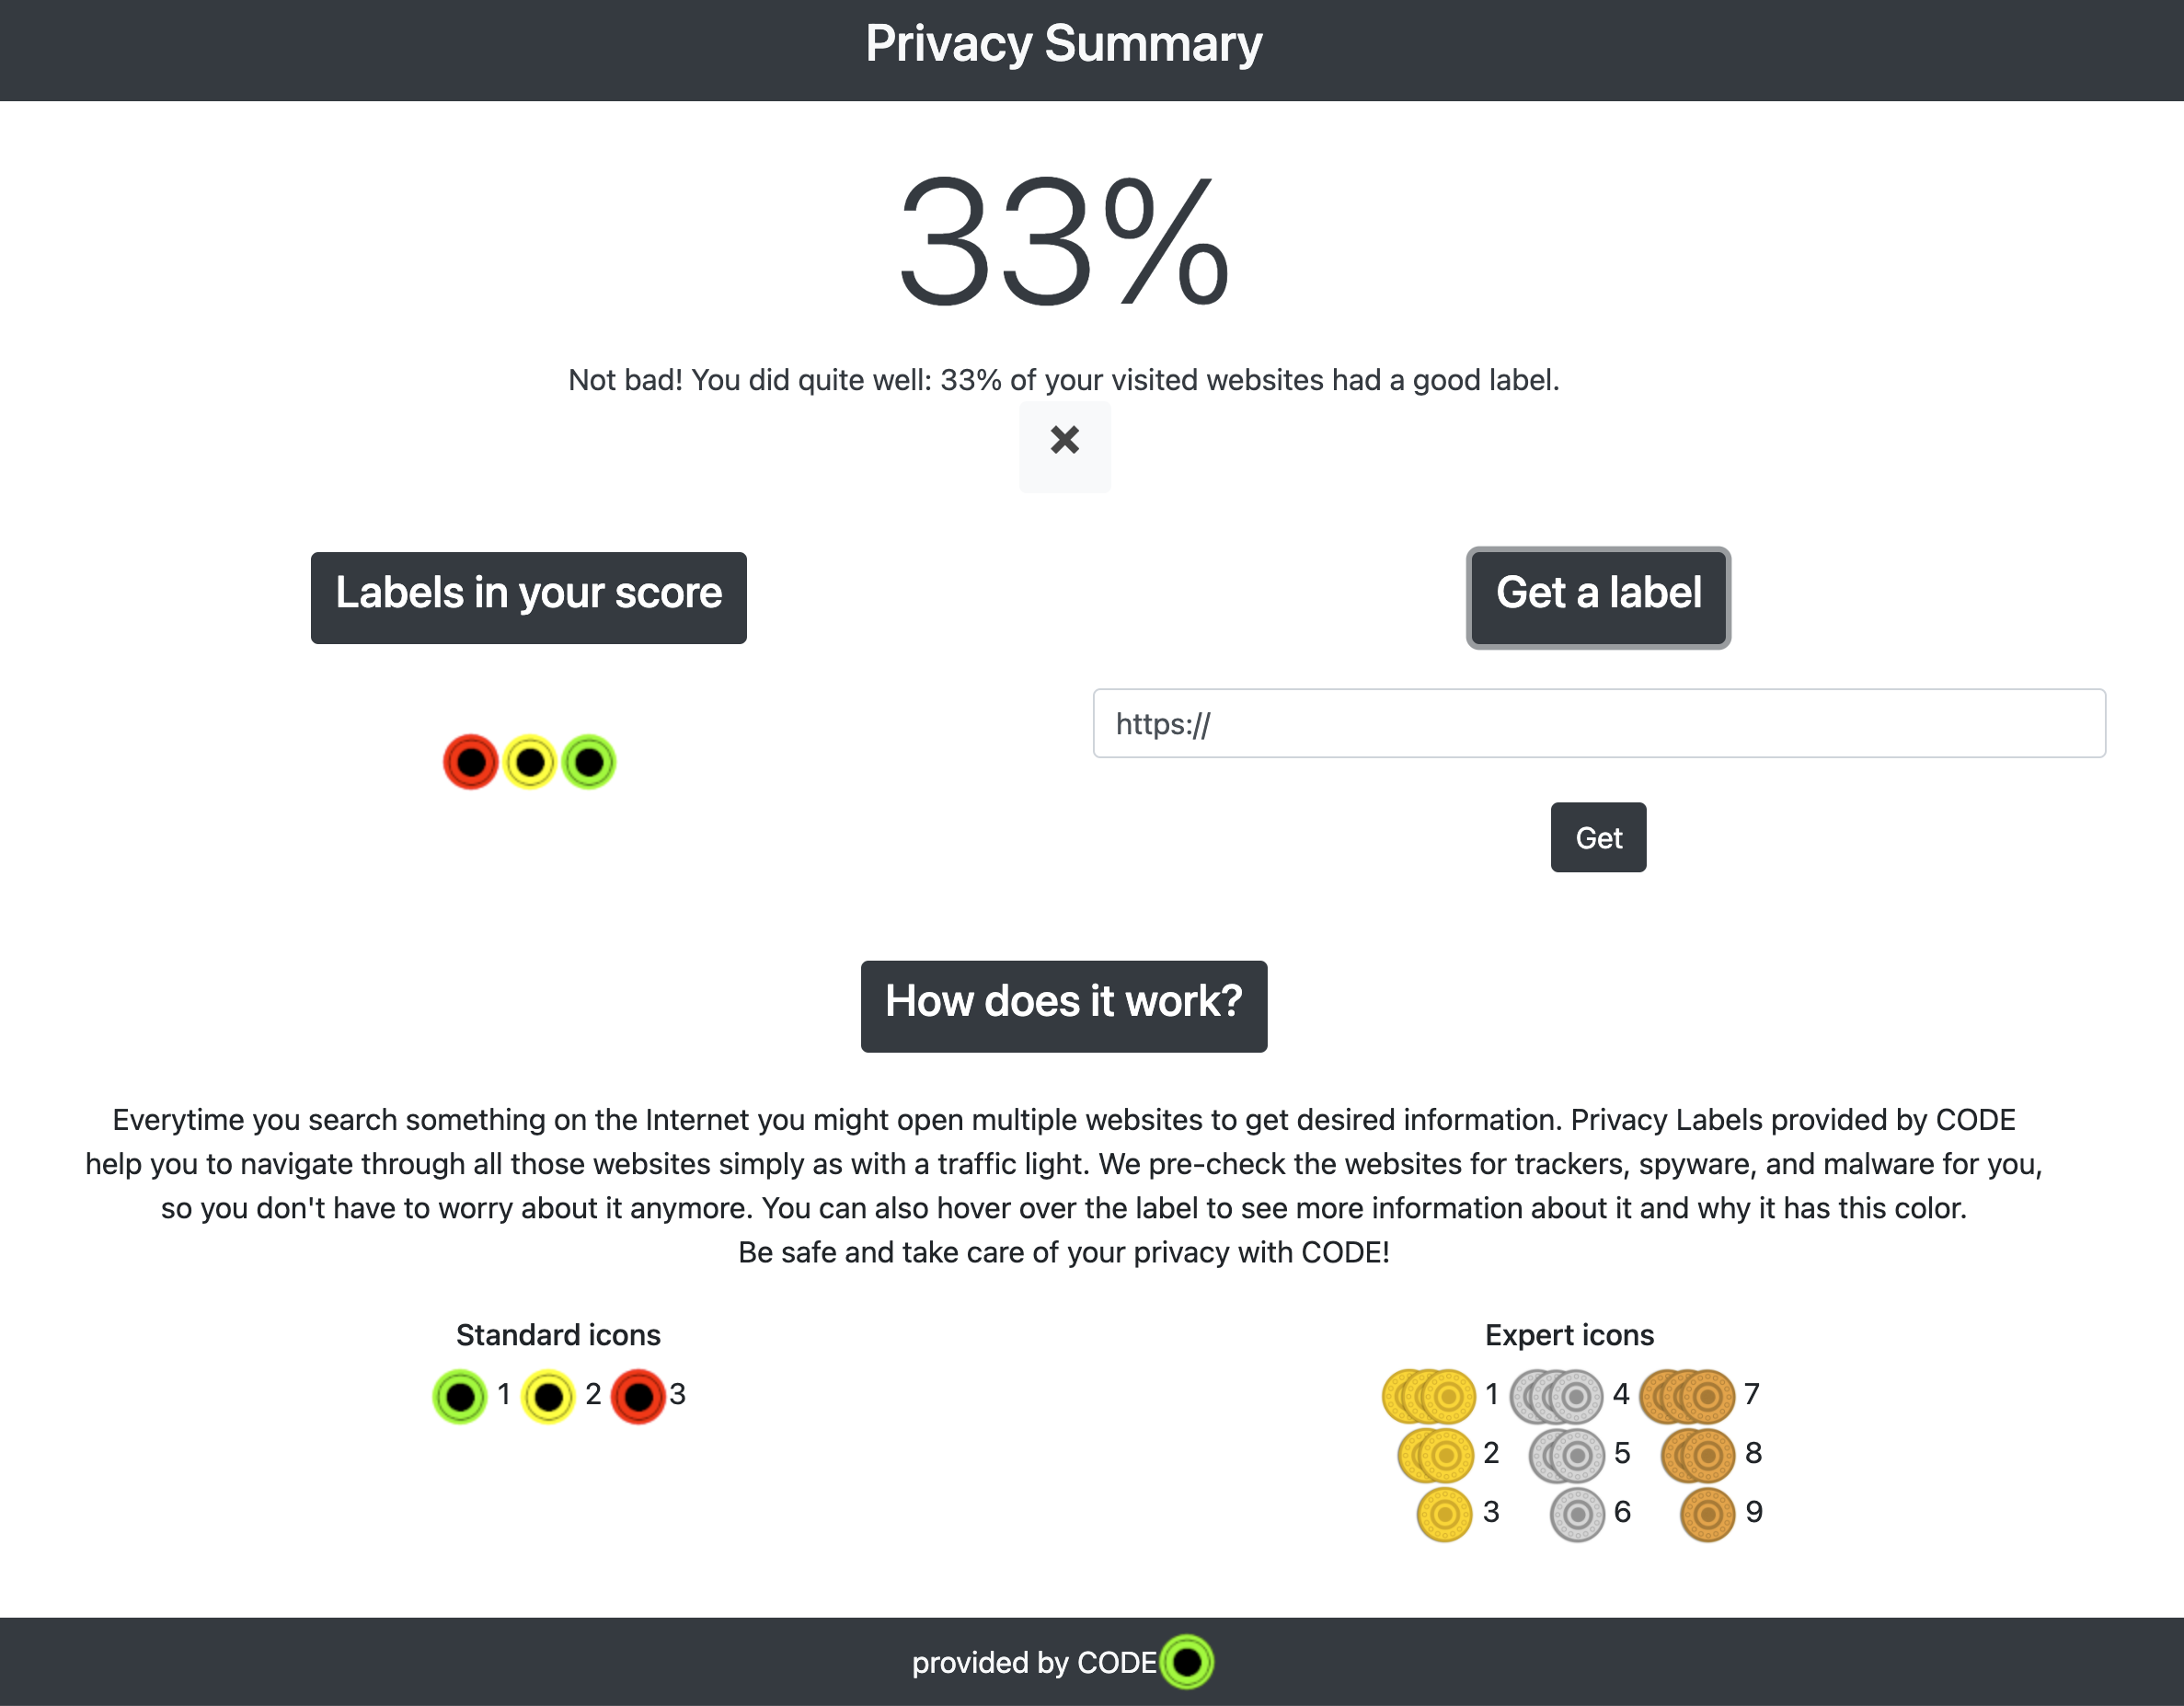 Privacy Summary
33%
Not bad! You did quite well: 33% of your visited websites had a good label.
Labels in your score
Get a label
https://
Get
How does it work?
Everytime you search something on the Internet you might open multiple websites to get desired information. Privacy Labels provided by CODE
help you to navigate through all those websites simply as with a traffic light. We pre-check the websites for trackers, spyware, and malware for you,
so you don't have to worry about it anymore. You can also hover over the label to see more information about it and why it has this color.
Be safe and take care of your privacy with CODE!
Standard icons
1 2 3
Expert icons
1 4 7
2 5 8
3 6 9
provided by CODE